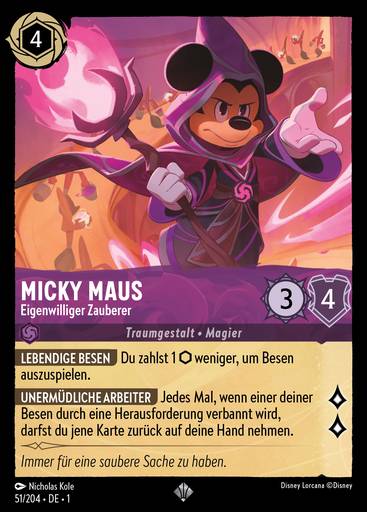 4
MICKY MAUS
Eigenwilliger Zauberer
3
4
Traumgestalt • Magier
LEBENDIGE BESEN Du zahlst 1 weniger, um Besen
auszuspielen.
UNERMÜDLICHE ARBEITER Jedes Mal, wenn einer deiner
Besen durch eine Herausforderung verbannt wird,
darfst du jene Karte zurück auf deine Hand nehmen.
Immer für eine saubere Sache zu haben.
Nicholas Kole
Disney Lorcana ©Disney
51/204 • DE • 1